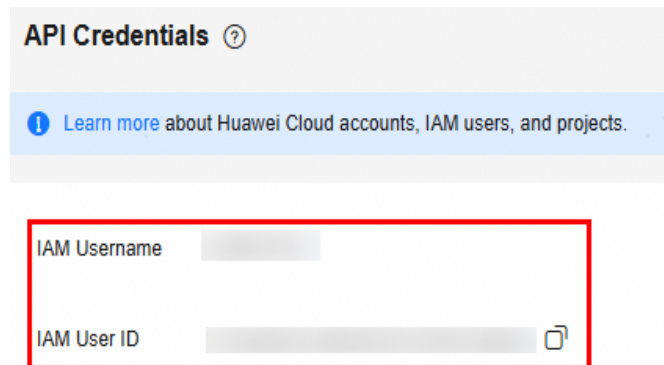 API Credentials
Learn more about Huawei Cloud accounts, IAM users, and projects.
IAM Username
IAM User ID